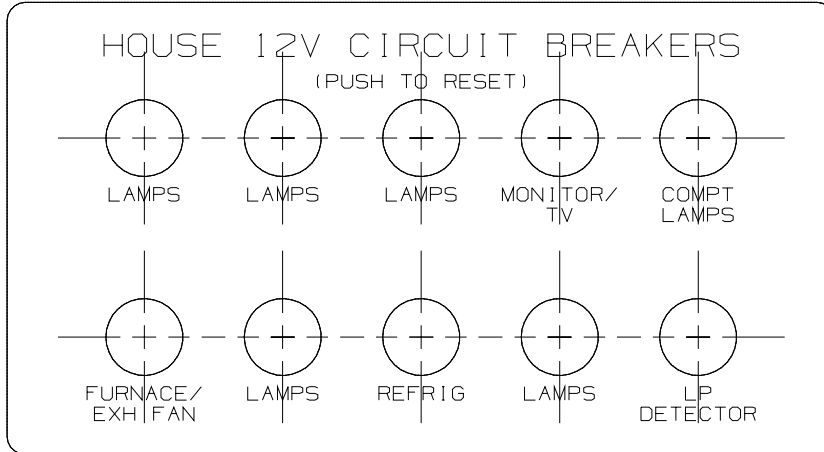 HOUSE 12V CIRCUIT BREAKERS
(PUSH TO RESET)
LAMPS LAMPS LAMPS MONITOR/ COMPT
TV LAMPS
FURNACE/ LAMPS REFRIG LAMPS LP
EXH FAN DETECTOR